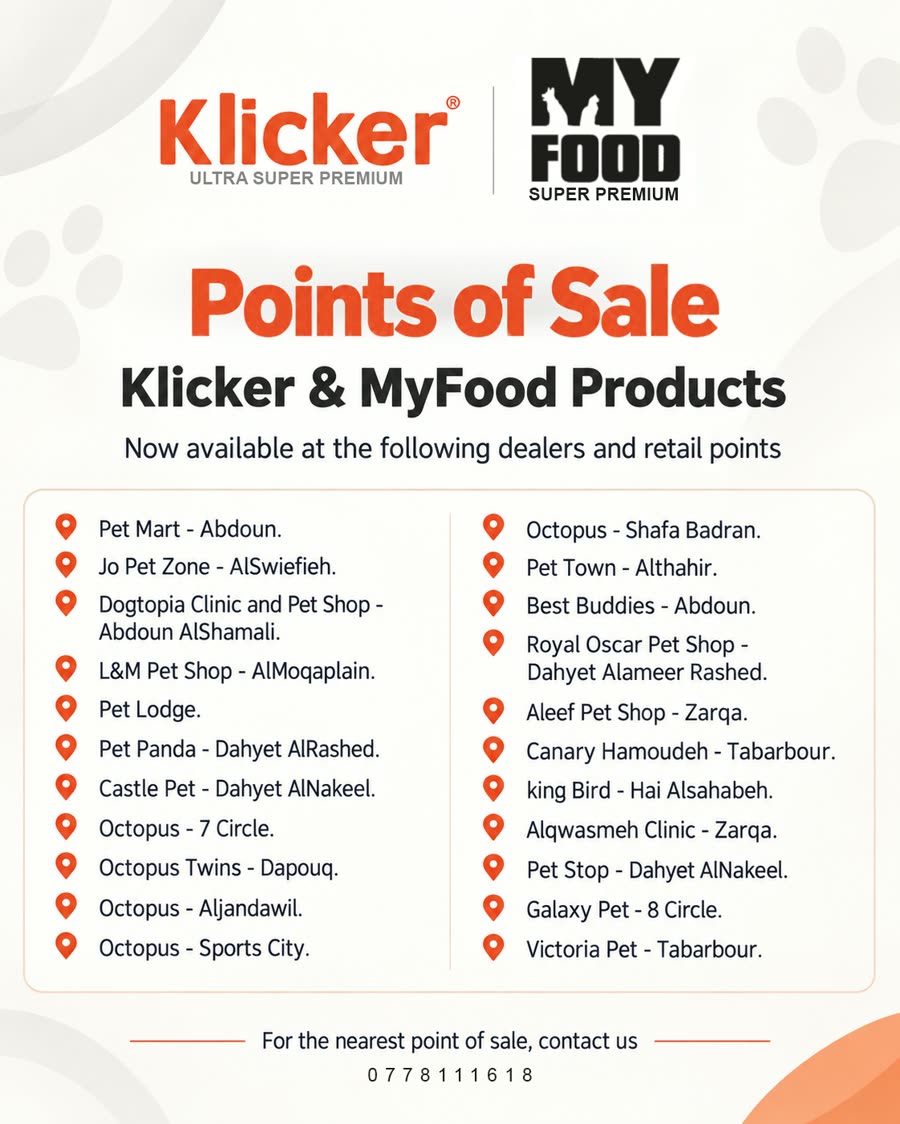 Klicker®
ULTRA SUPER PREMIUM
MY
FOOD
SUPER PREMIUM
Points of Sale
Klicker & MyFood Products
Now available at the following dealers and retail points
Pet Mart - Abdoun.
Jo Pet Zone - AlSwiefieh.
Dogtopia Clinic and Pet Shop -
Abdoun AlShamali.
L&M Pet Shop - AlMoqaplain.
Pet Lodge.
Pet Panda - Dahyet AlRashed.
Castle Pet - Dahyet AlNakeel.
Octopus - 7 Circle.
Octopus Twins - Dapouq.
Octopus - Aljandawil.
Octopus - Sports City.
Octopus - Shafa Badran.
Pet Town - Althahir.
Best Buddies - Abdoun.
Royal Oscar Pet Shop -
Dahyet Alameer Rashed.
Aleef Pet Shop - Zarqa.
Canary Hamoudeh - Tabarbour.
king Bird - Hai Alsahabeh.
Alqwasmeh Clinic - Zarqa.
Pet Stop - Dahyet AlNakeel.
Galaxy Pet - 8 Circle.
Victoria Pet - Tabarbour.
For the nearest point of sale, contact us
0778111618